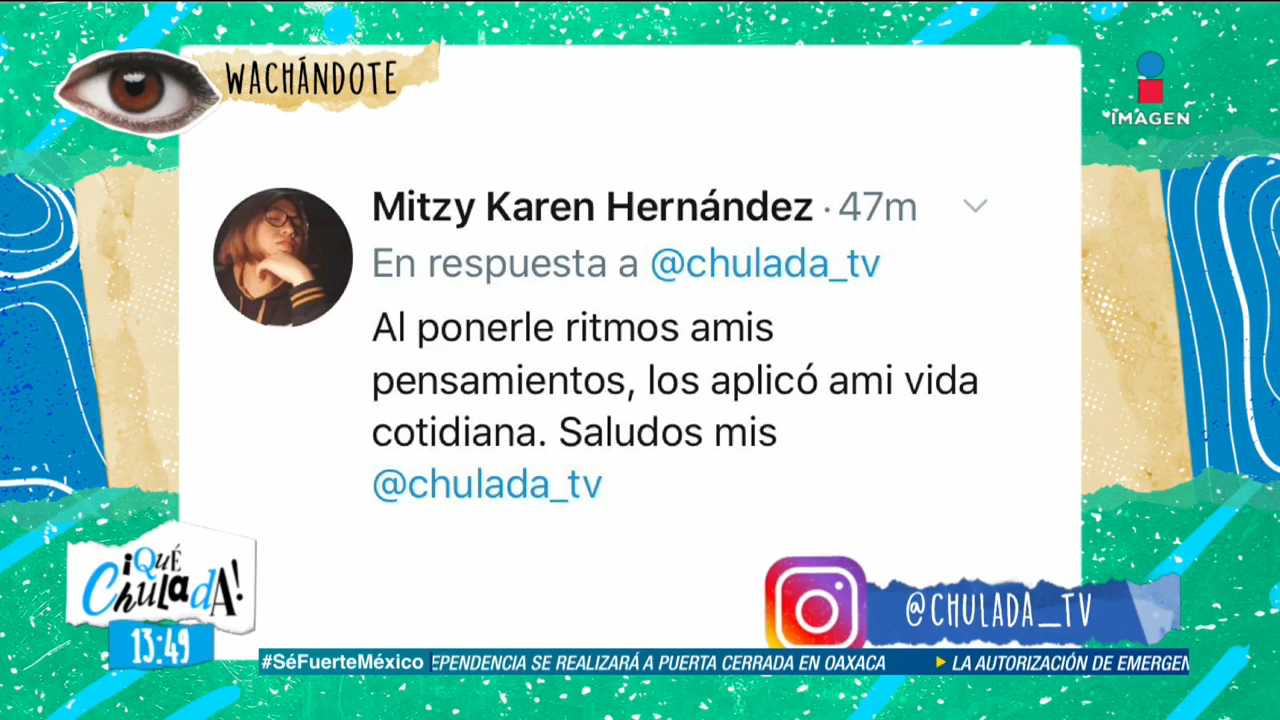 WACHÁNDOTE
IMAGEN
Mitzy Karen Hernández · 47m
En respuesta a @chulada_tv
Al ponerle ritmos amis
pensamientos, los aplicó ami vida
cotidiana. Saludos mis
@chulada_tv
¡QUÉ
ChuladA!
13:49
@CHULADA_TV
#SéFuerteMéxico EPENDENCIA SE REALIZARÁ A PUERTA CERRADA EN OAXACA LA AUTORIZACIÓN DE EMERGEN